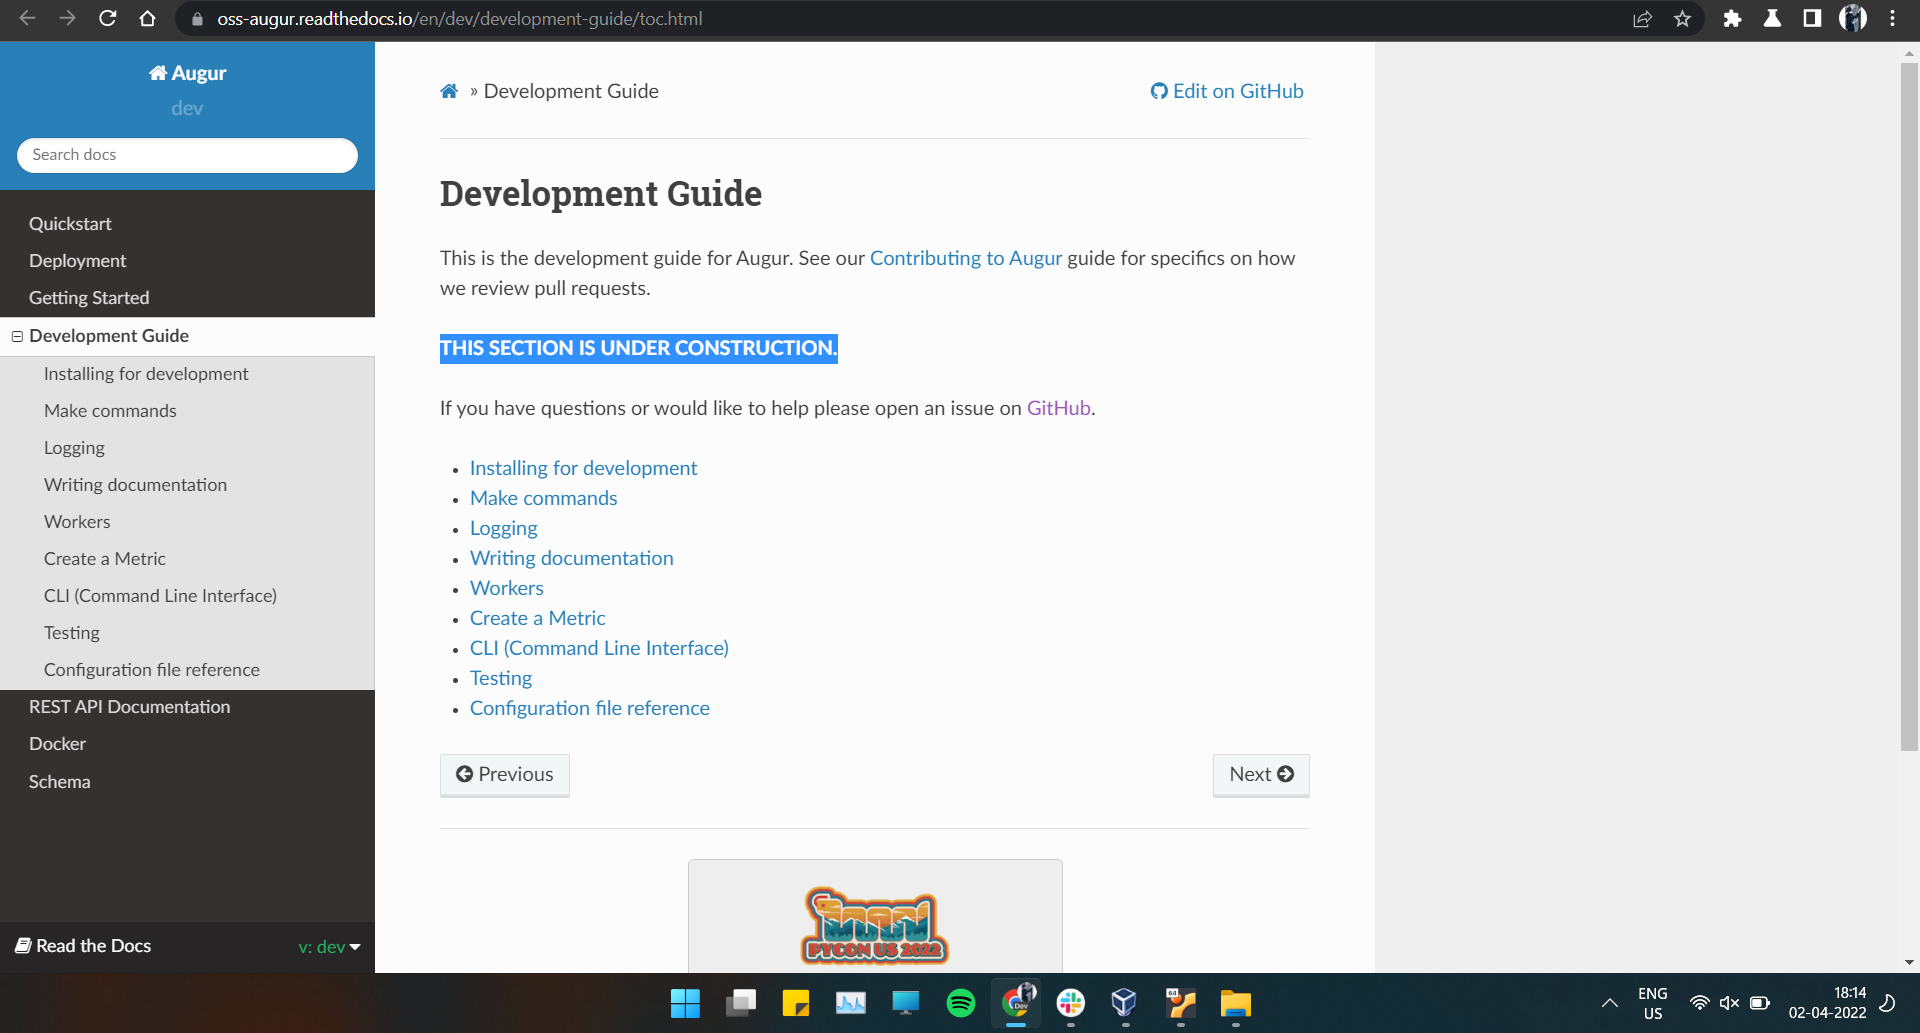 oss-augur.readthedocs.io/en/dev/development-guide/toc.html
Augur
dev
Search docs
Quickstart
Deployment
Getting Started
Development Guide
Installing for development
Make commands
Logging
Writing documentation
Workers
Create a Metric
CLI (Command Line Interface)
Testing
Configuration file reference
REST API Documentation
Docker
Schema
Read the Docs
v: dev
» Development Guide
Edit on GitHub
Development Guide
This is the development guide for Augur. See our Contributing to Augur guide for specifics on how
we review pull requests.
THIS SECTION IS UNDER CONSTRUCTION.
If you have questions or would like to help please open an issue on GitHub.
• Installing for development
• Make commands
• Logging
• Writing documentation
• Workers
• Create a Metric
• CLI (Command Line Interface)
• Testing
• Configuration file reference
Previous
Next
PYCON US 2022
Dev
64
ENG
US
18:14
02-04-2022